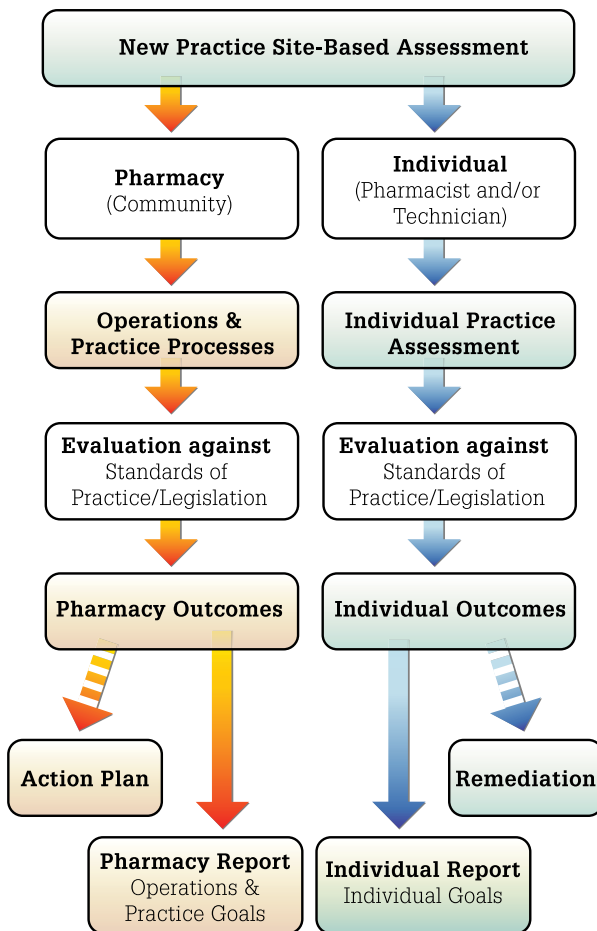 New Practice Site-Based Assessment
Pharmacy
(Community)
Individual
(Pharmacist and/or
Technician)
Operations &
Practice Processes
Individual Practice
Assessment
Evaluation against
Standards of
Practice/Legislation
Evaluation against
Standards of
Practice/Legislation
Pharmacy Outcomes
Individual Outcomes
Action Plan
Remediation
Pharmacy Report
Operations &
Practice Goals
Individual Report
Individual Goals